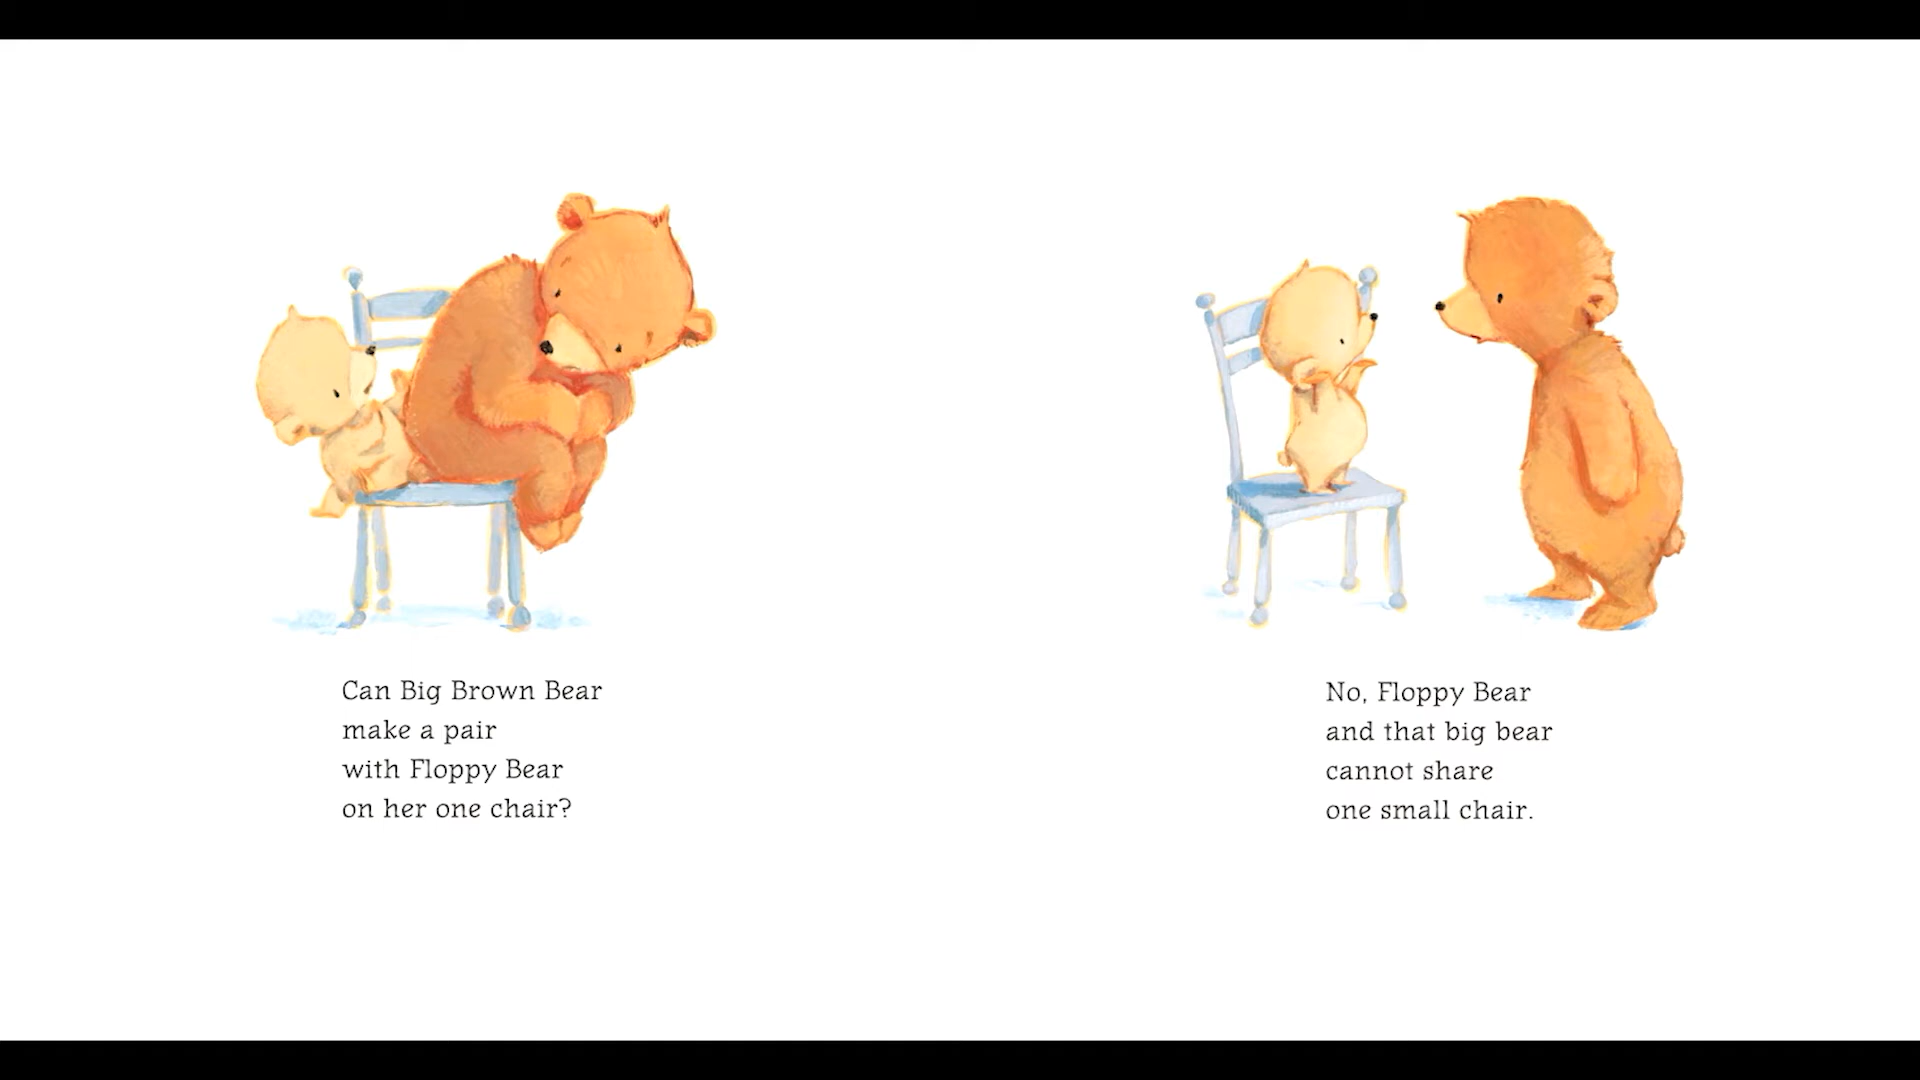 Can Big Brown Bear
make a pair
with Floppy Bear
on her one chair?
No, Floppy Bear
and that big bear
cannot share
one small chair.